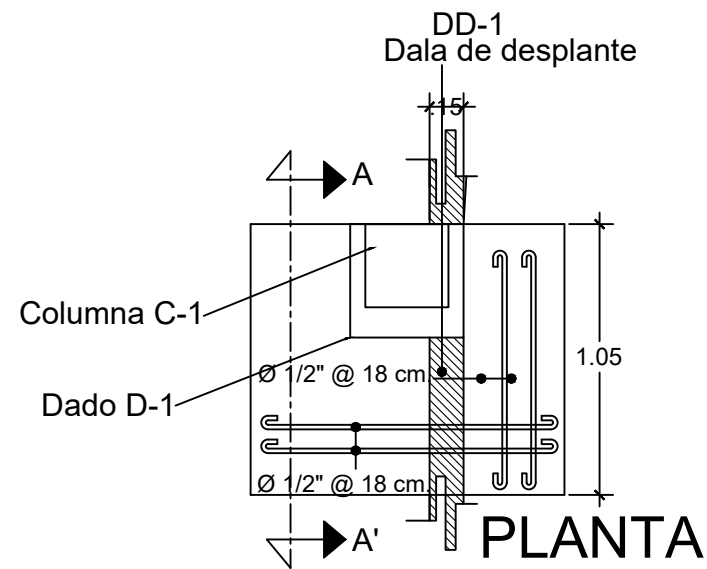 DD-1
Dala de desplante
.15
A
Columna C-1
1.05
Ø 1/2" @ 18 cm.
Dado D-1
Ø 1/2" @ 18 cm.
A'
PLANTA